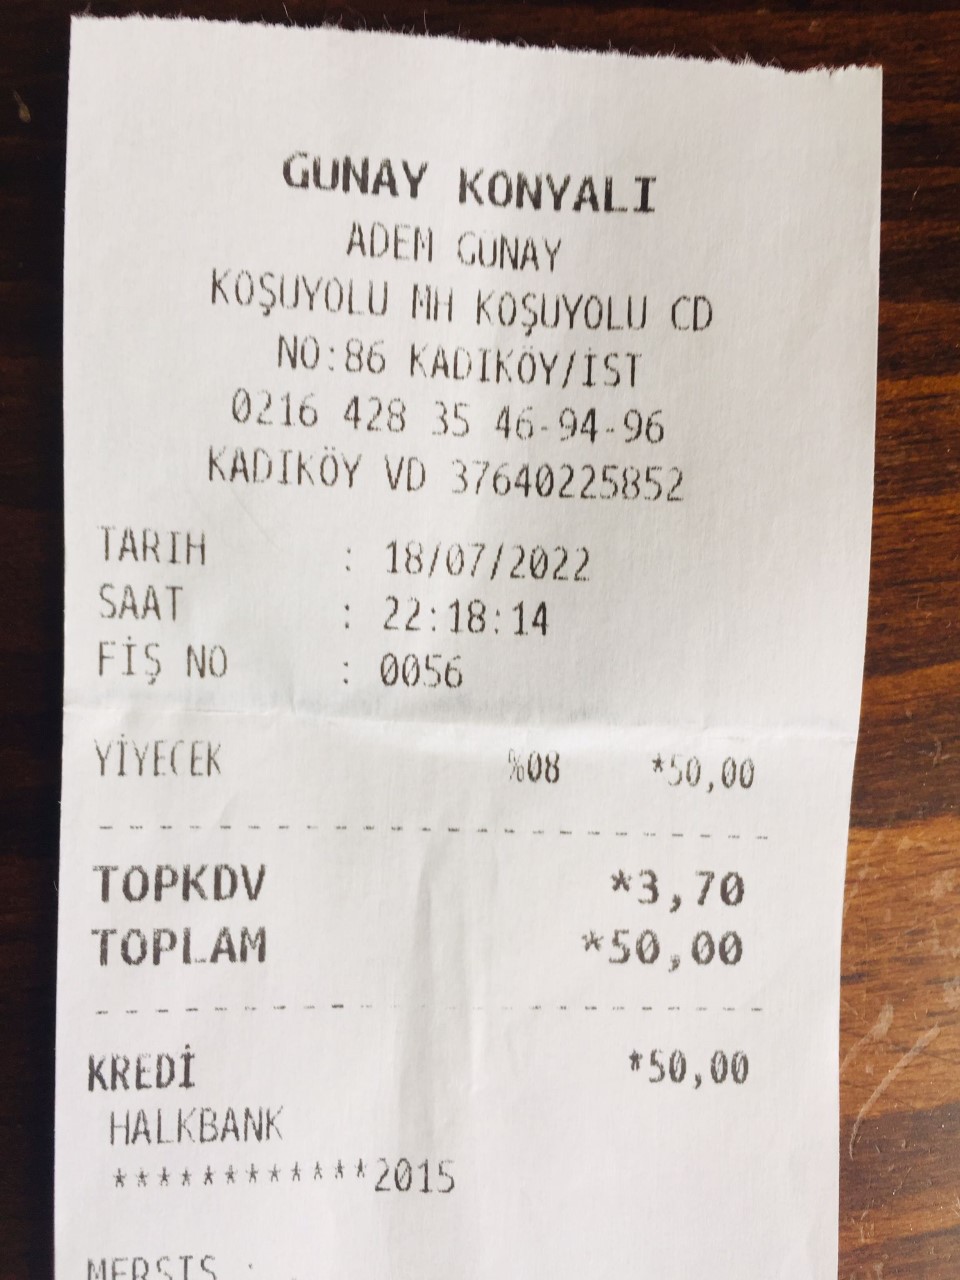 GUNAY KONYALI
ADEM GÜNAY
KOŞUYOLU MH KOŞUYOLU CD
NO:86 KADIKÖY/İST
0216 428 35 46-94-96
KADIKÖY VD 37640225852
TARIH : 18/07/2022
SAAT : 22:18:14
FİŞ NO : 0056
YİYECEK %08 *50,00
TOPKDV *3,70
TOPLAM *50,00
KREDİ *50,00
HALKBANK
************2015
MERSIS :